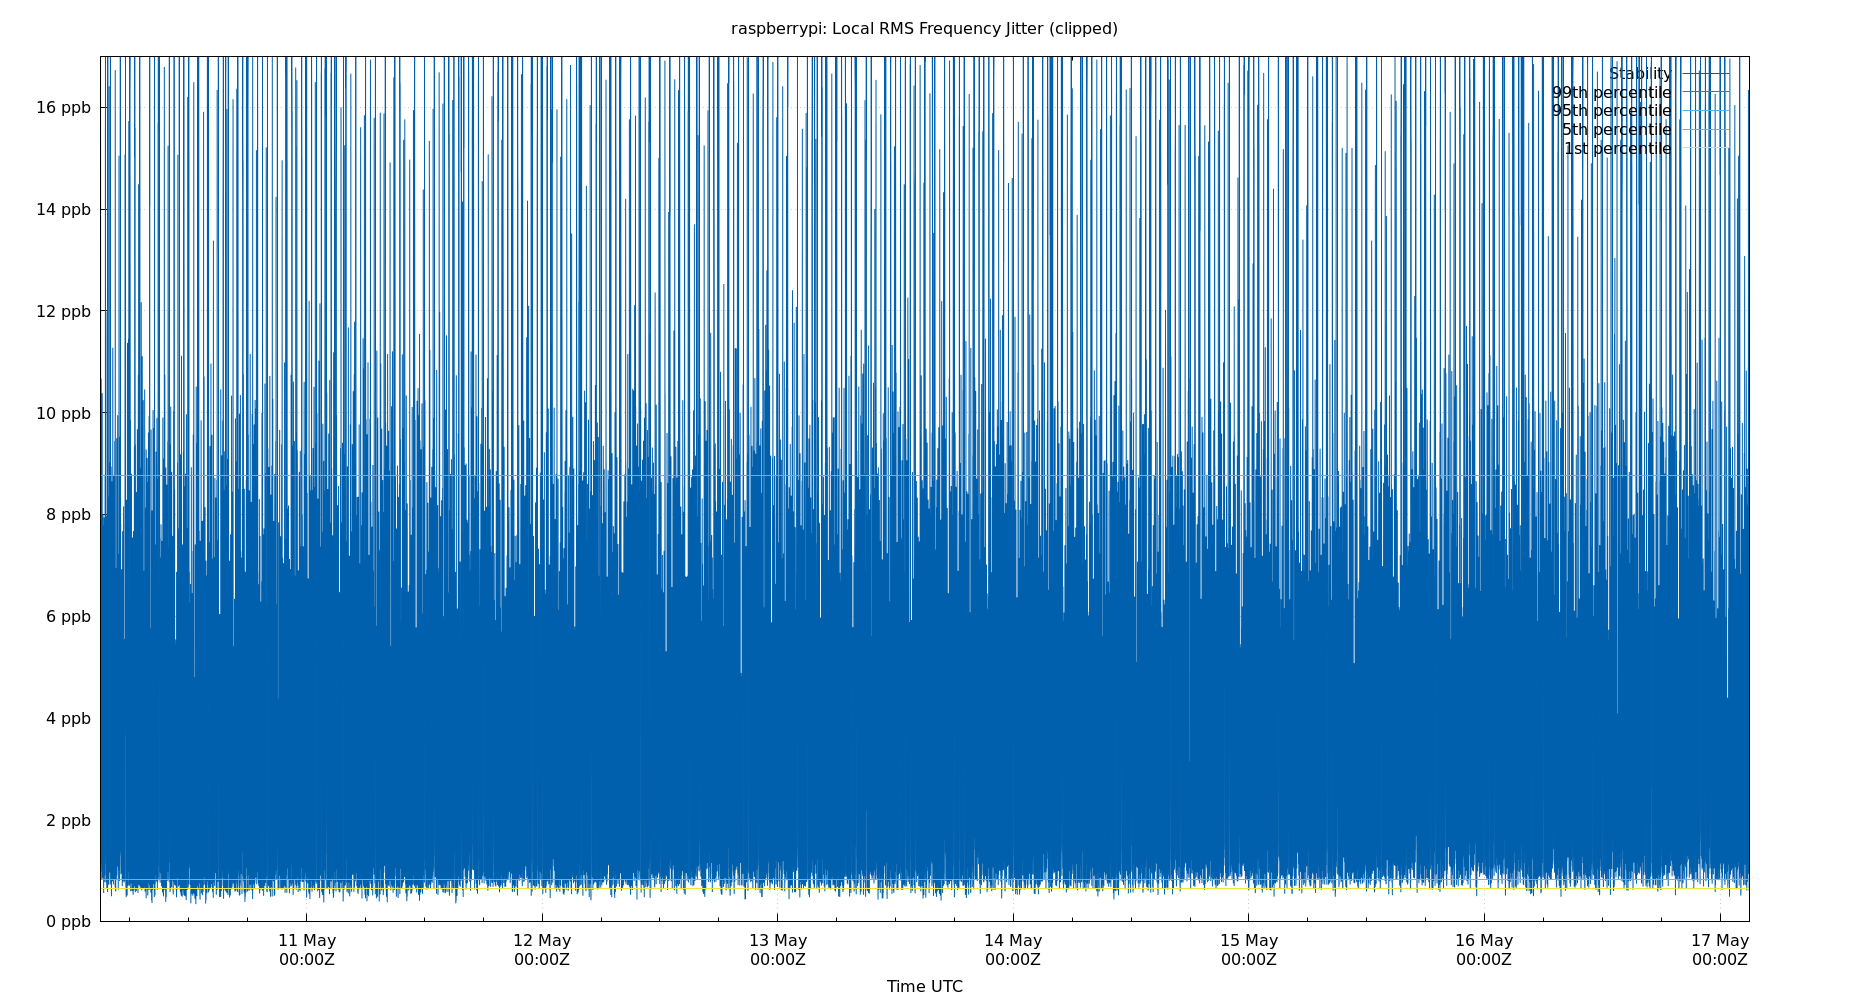 raspberrypi: Local RMS Frequency Jitter (clipped)
Stability
99th percentile
95th percentile
5th percentile
1st percentile
16 ppb
14 ppb
12 ppb
10 ppb
8 ppb
6 ppb
4 ppb
2 ppb
0 ppb
11 May 12 May 13 May 14 May 15 May 16 May 17 May
00:00Z 00:00Z 00:00Z 00:00Z 00:00Z 00:00Z 00:00Z
Time UTC